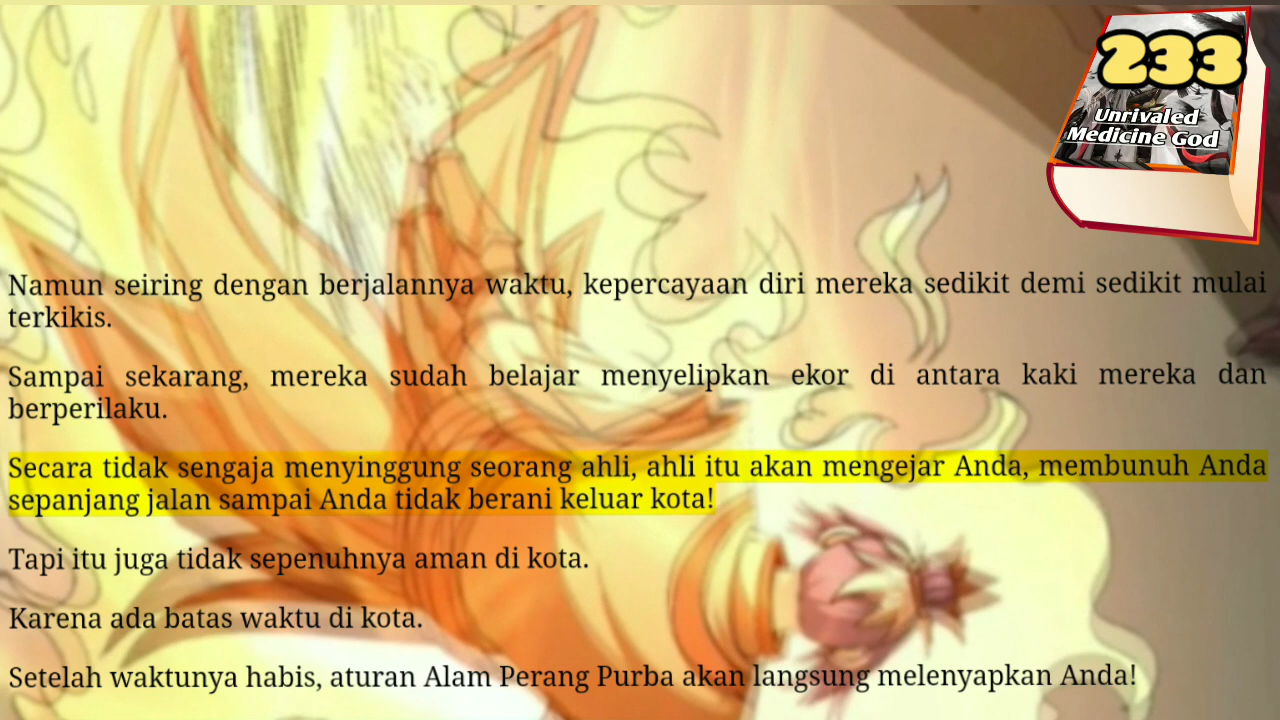 233
Unrivaled
Medicine God
Namun seiring dengan berjalannya waktu, kepercayaan diri mereka sedikit demi sedikit mulai
terkikis.
Sampai sekarang, mereka sudah belajar menyelipkan ekor di antara kaki mereka dan
berperilaku.
Secara tidak sengaja menyinggung seorang ahli, ahli itu akan mengejar Anda, membunuh Anda
sepanjang jalan sampai Anda tidak berani keluar kota!
Tapi itu juga tidak sepenuhnya aman di kota.
Karena ada batas waktu di kota.
Setelah waktunya habis, aturan Alam Perang Purba akan langsung melenyapkan Anda!